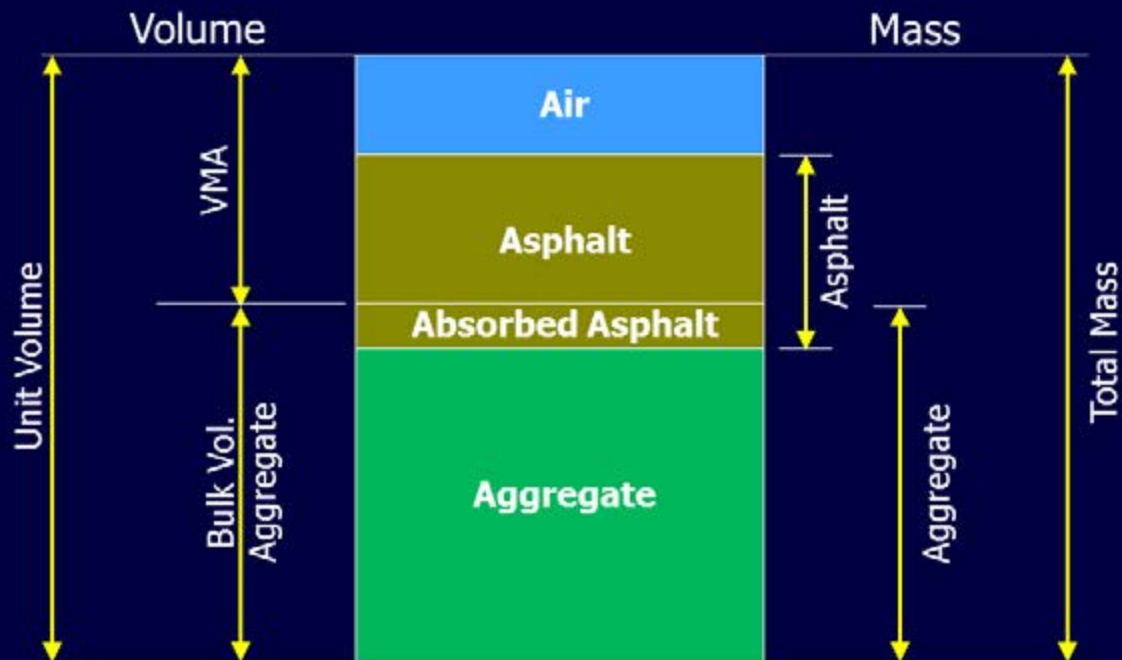 Volume
Mass
Air
VMA
Asphalt
Asphalt
Unit Volume
Absorbed Asphalt
Total Mass
Bulk Vol.
Aggregate
Aggregate
Aggregate